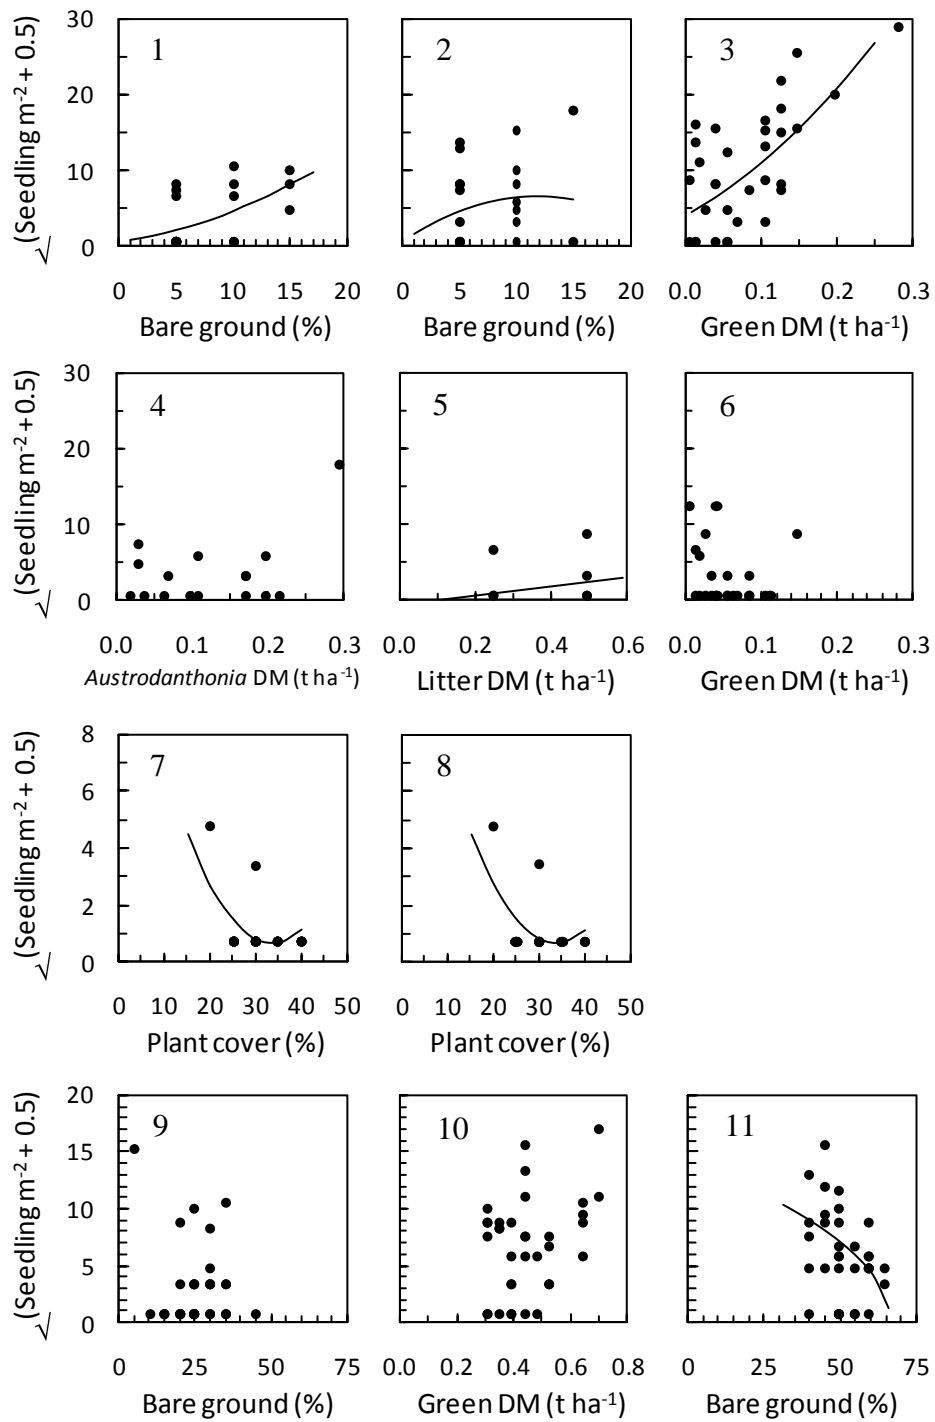 √(Seedling m⁻² + 0.5)
30
20
10
0
1
2
3
0 5 10 15 20
0 5 10 15 20
0.0 0.1 0.2 0.3
Bare ground (%)
Bare ground (%)
Green DM (t ha⁻¹)
√(Seedling m⁻² +0.5)
30
20
10
0
4
5
6
0.0 0.1 0.2 0.3
0.0 0.2 0.4 0.6
0.0 0.1 0.2 0.3
Austrodanthonia DM (t ha⁻¹)
Litter DM (t ha⁻¹)
Green DM (t ha⁻¹)
√(Seedling m⁻² + 0.5)
8
6
4
2
0
7
8
0 10 20 30 40 50
0 10 20 30 40 50
Plant cover (%)
Plant cover (%)
√(Seedling m⁻² + 0.5)
20
15
10
5
0
9
10
11
0 25 50 75
0.0 0.2 0.4 0.6 0.8
0 25 50 75
Bare ground (%)
Green DM (t ha⁻¹)
Bare ground (%)